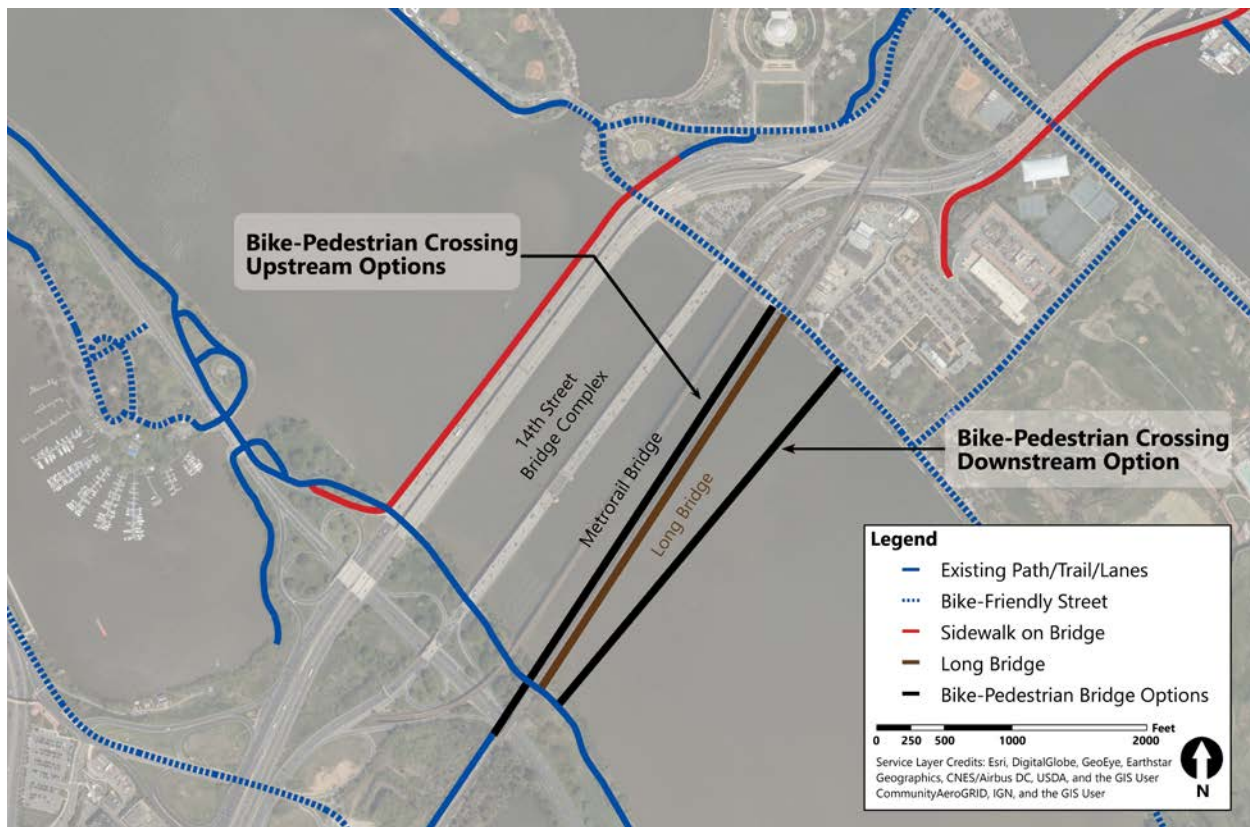 Bike-Pedestrian Crossing
Upstream Options
14th Street
Bridge Complex
Metrorail Bridge
Long Bridge
Bike-Pedestrian Crossing
Downstream Option
Legend
Existing Path/Trail/Lanes
Bike-Friendly Street
Sidewalk on Bridge
Long Bridge
Bike-Pedestrian Bridge Options
Feet
0 250 500 1000 2000
Service Layer Credits: Esri, DigitalGlobe, GeoEye, Earthstar
Geographics, CNES/Airbus DC, USDA, and the GIS User
CommunityAeroGRID, IGN, and the GIS User
N